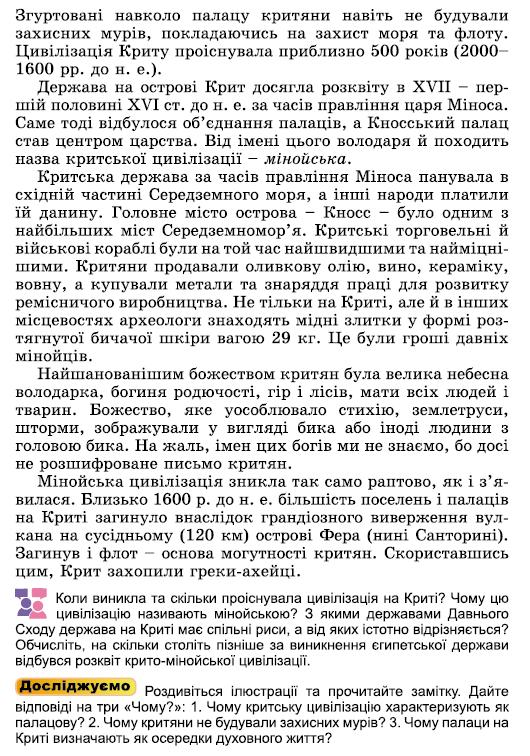 Згуртовані навколо палацу критяни навіть не будували
захисних мурів, покладаючись на захист моря та флоту.
Цивілізація Криту проіснувала приблизно 500 років (2000–
1600 рр. до н. е.).
Держава на острові Крит досягла розквіту в XVII – пер-
шій половині XVI ст. до н. е. за часів правління царя Міноса.
Саме тоді відбулося об’єднання палаців, а Кносський палац
став центром царства. Від імені цього володаря й походить
назва критської цивілізації – мінойська.
Критська держава за часів правління Міноса панувала в
східній частині Середземного моря, а інші народи платили
їй данину. Головне місто острова – Кносс – було одним з
найбільших міст Середземномор’я. Критські торговельні й
військові кораблі були на той час найшвидшими та найміцні-
шими. Критяни продавали оливкову олію, вино, кераміку,
вовну, а купували метали та знаряддя праці для розвитку
ремісничого виробництва. Не тільки на Криті, але й в інших
місцевостях археологи знаходять мідні злитки у формі роз-
тягнутої бичачої шкіри вагою 29 кг. Це були гроші давніх
мінойців.
Найшанованішим божеством критян була велика небесна
володарка, богиня родючості, гір і лісів, мати всіх людей і
тварин. Божество, яке уособлювало стихію, землетруси,
шторми, зображували у вигляді бика або іноді людини з
головою бика. На жаль, імен цих богів ми не знаємо, бо досі
не розшифроване письмо критян.
Мінойська цивілізація зникла так само раптово, як і з’я-
вилася. Близько 1600 р. до н. е. більшість поселень і палаців
на Криті загинуло внаслідок грандіозного виверження вул-
кана на сусідньому (120 км) острові Фера (нині Санторині).
Загинув і флот – основа могутності критян. Скориставшись
цим, Крит захопили греки-ахейці.
Коли виникла та скільки проіснувала цивілізація на Криті? Чому цю
цивілізацію називають мінойською? З якими державами Давнього
Сходу держава на Криті має спільні риси, а від яких істотно відрізняється?
Обчисліть, на скільки століть пізніше за виникнення єгипетської держави
відбувся розквіт крито-мінойської цивілізації.
Досліджуємо Роздивіться ілюстрації та прочитайте замітку. Дайте
відповіді на три «Чому?»: 1. Чому критську цивілізацію характеризують як
палацову? 2. Чому критяни не будували захисних мурів? 3. Чому палаци на
Криті визначають як осередки духовного життя?